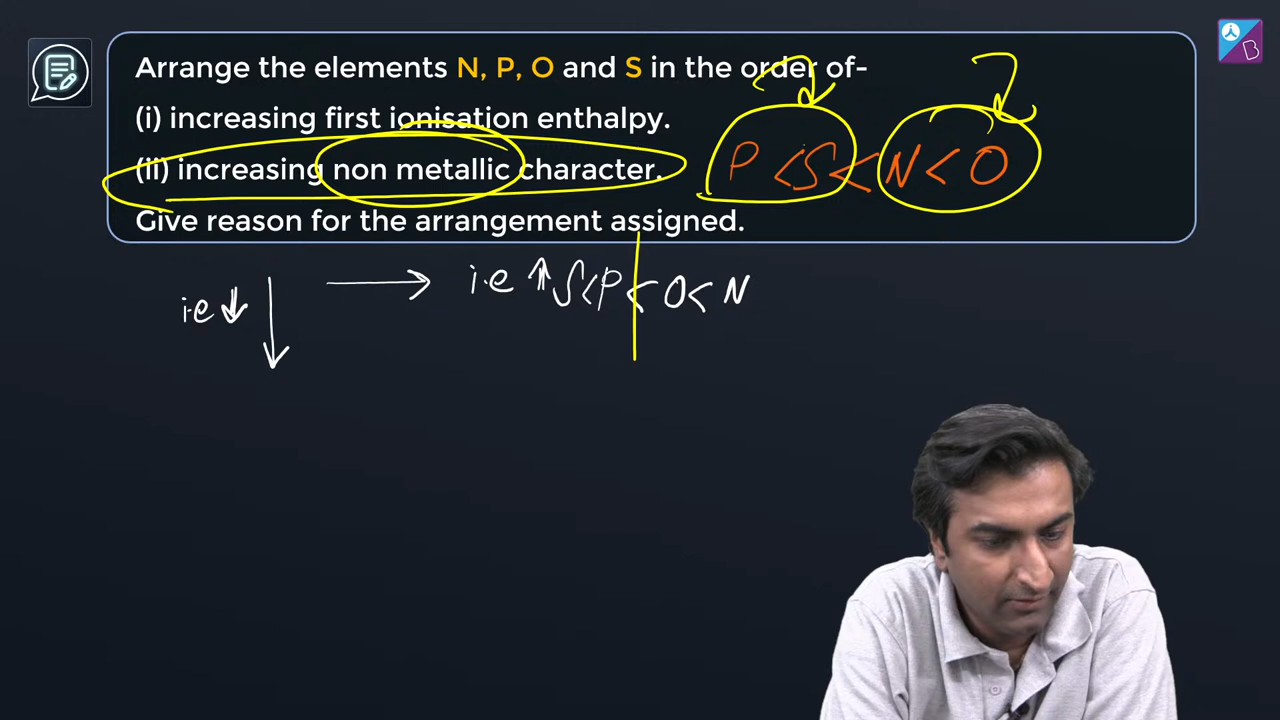 Arrange the elements N, P, O and S in the order of-
(i) increasing first ionisation enthalpy.
(ii) increasing non metallic character.
P < S < N < O
Give reason for the arrangement assigned.
i.e ↓ ↓ → i.e ↑ S < P < O < N
B